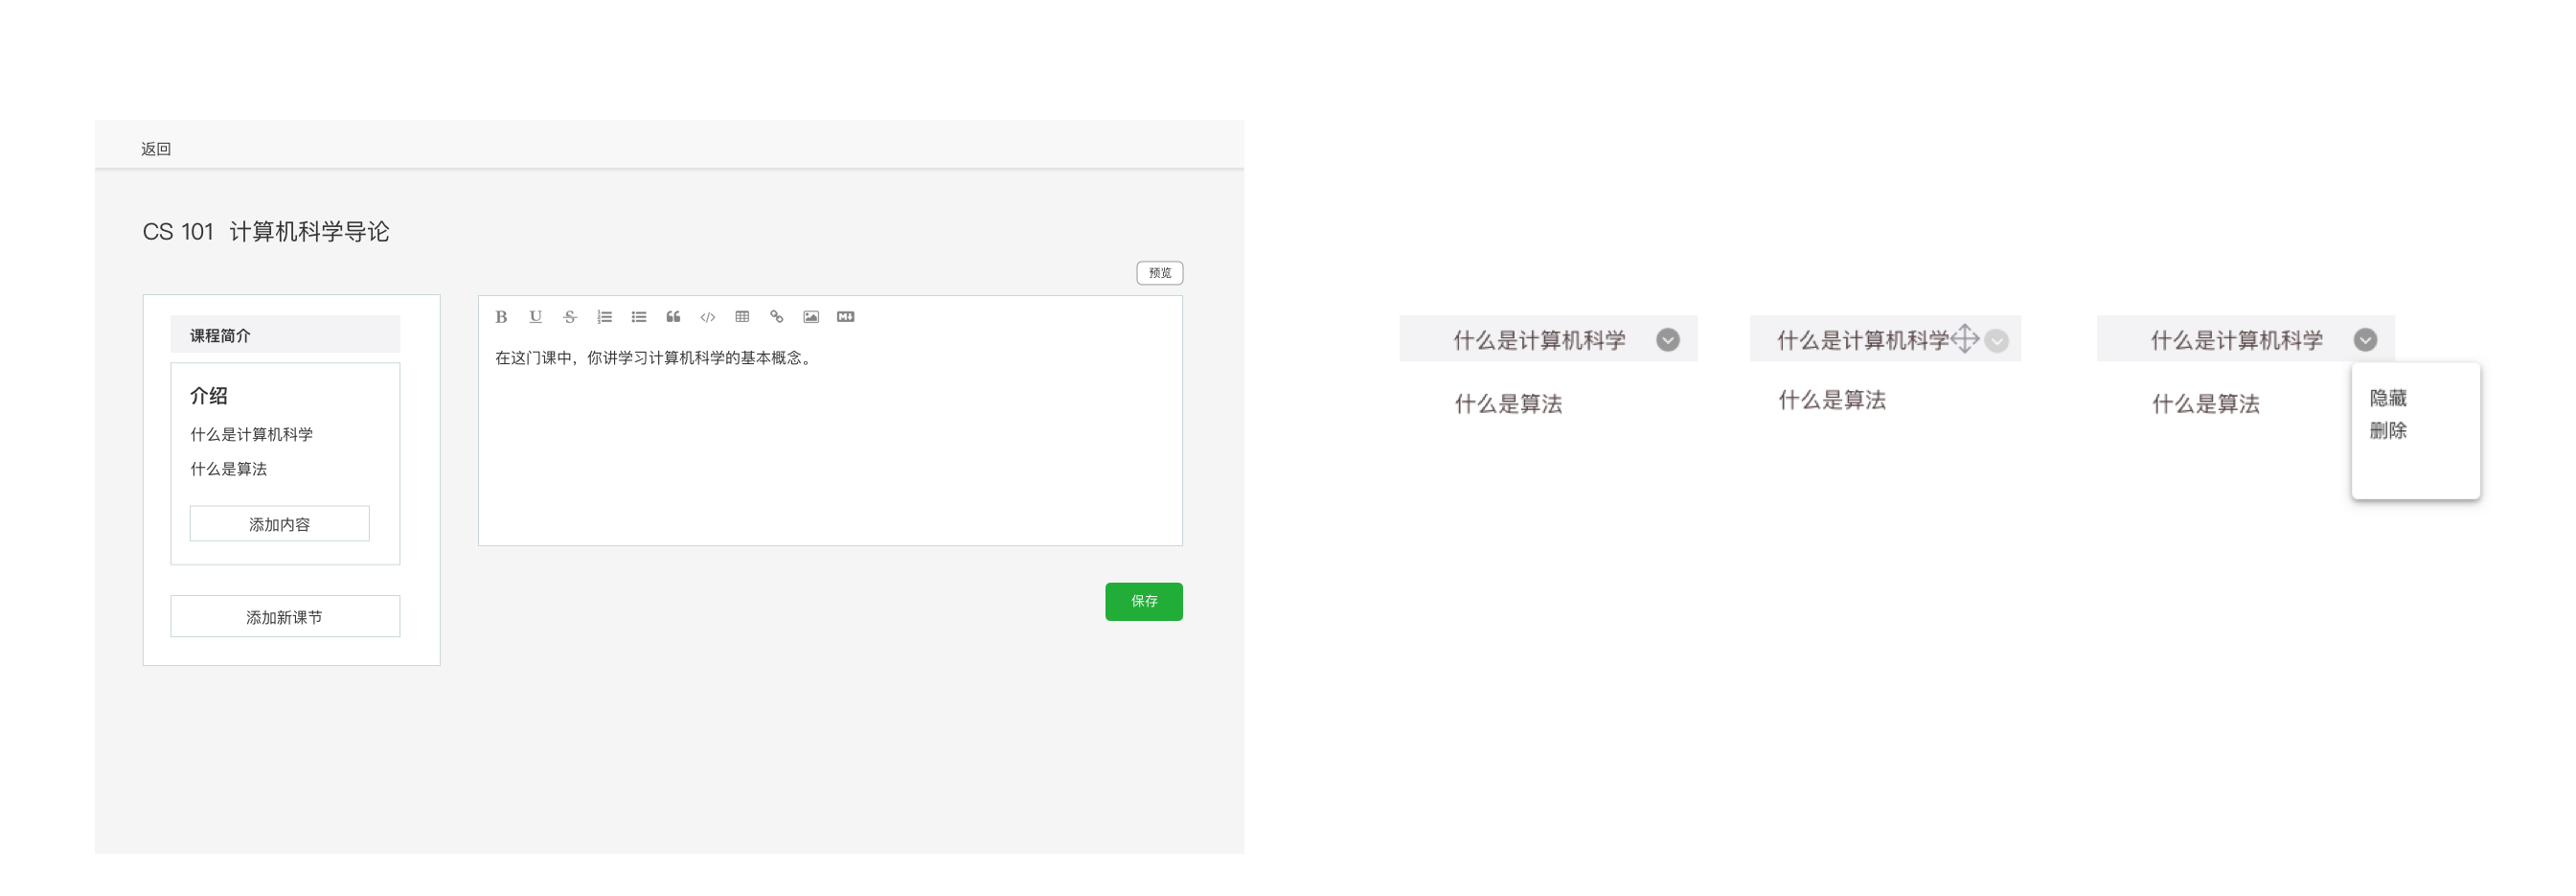 返回
CS 101 计算机科学导论
预览
课程简介
介绍
什么是计算机科学
什么是算法
添加内容
添加新课节
B U S
在这门课中，你讲学习计算机科学的基本概念。
保存
什么是计算机科学
什么是算法
什么是计算机科学
什么是算法
什么是计算机科学
什么是算法
隐藏
删除